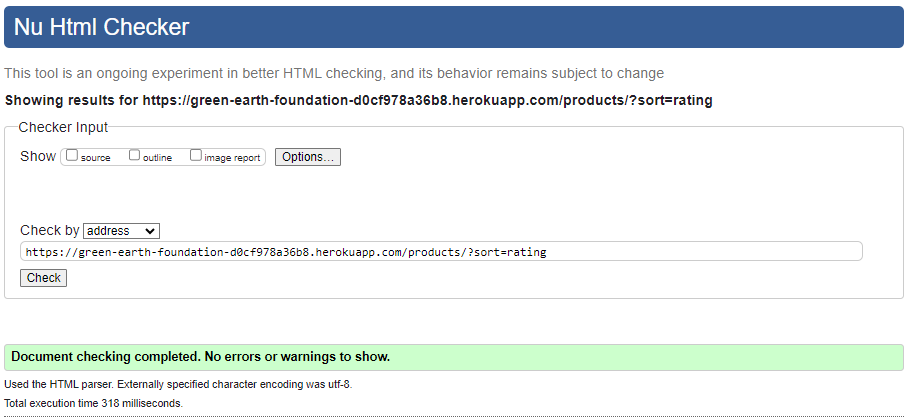 Nu Html Checker
This tool is an ongoing experiment in better HTML checking, and its behavior remains subject to change
Showing results for https://green-earth-foundation-d0cf978a36b8.herokuapp.com/products/?sort=rating
Checker Input
Show source outline image report Options...
Check by address
https://green-earth-foundation-d0cf978a36b8.herokuapp.com/products/?sort=rating
Check
Document checking completed. No errors or warnings to show.
Used the HTML parser. Externally specified character encoding was utf-8.
Total execution time 318 milliseconds.